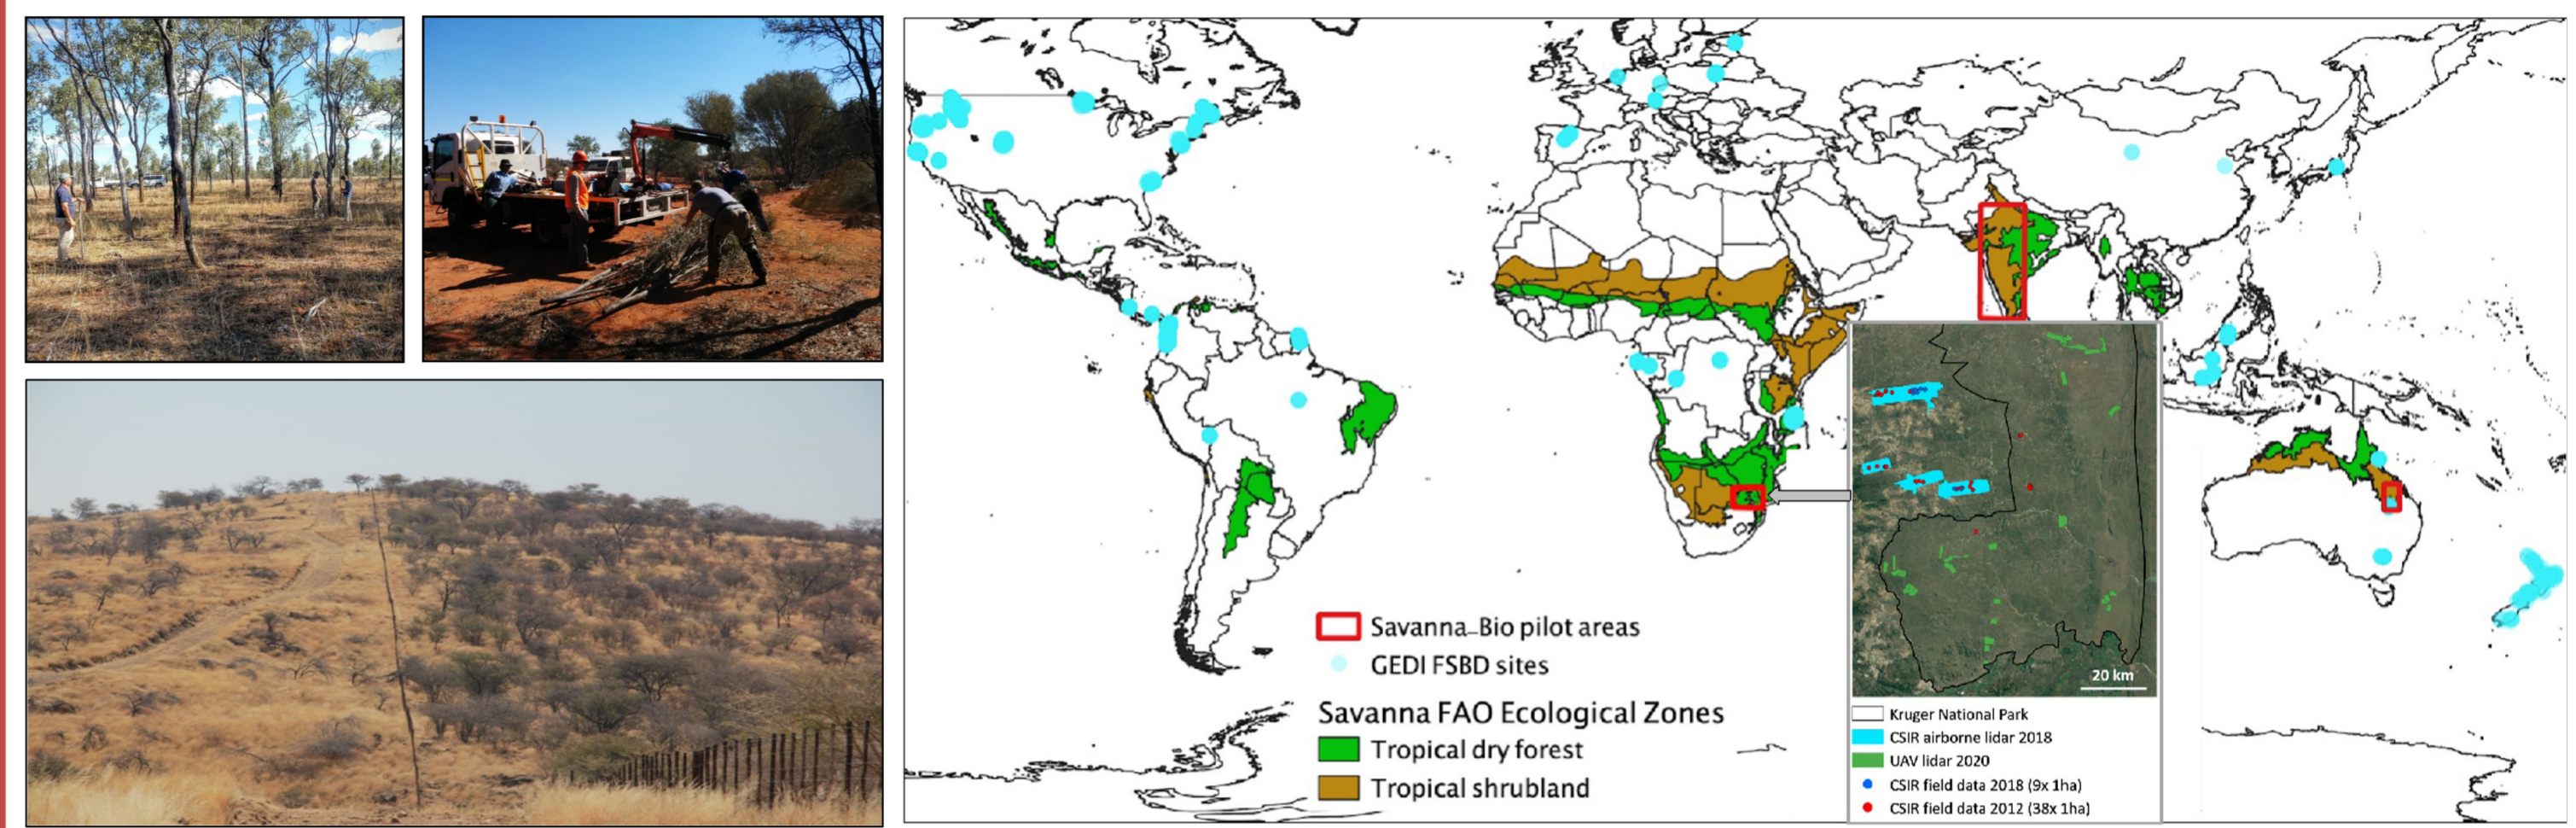 Savanna_Bio pilot areas
GEDI FSBD sites
Savanna FAO Ecological Zones
Tropical dry forest
Tropical shrubland
20 km
Kruger National Park
CSIR airborne lidar 2018
UAV lidar 2020
CSIR field data 2018 (9x 1ha)
CSIR field data 2012 (38x 1ha)